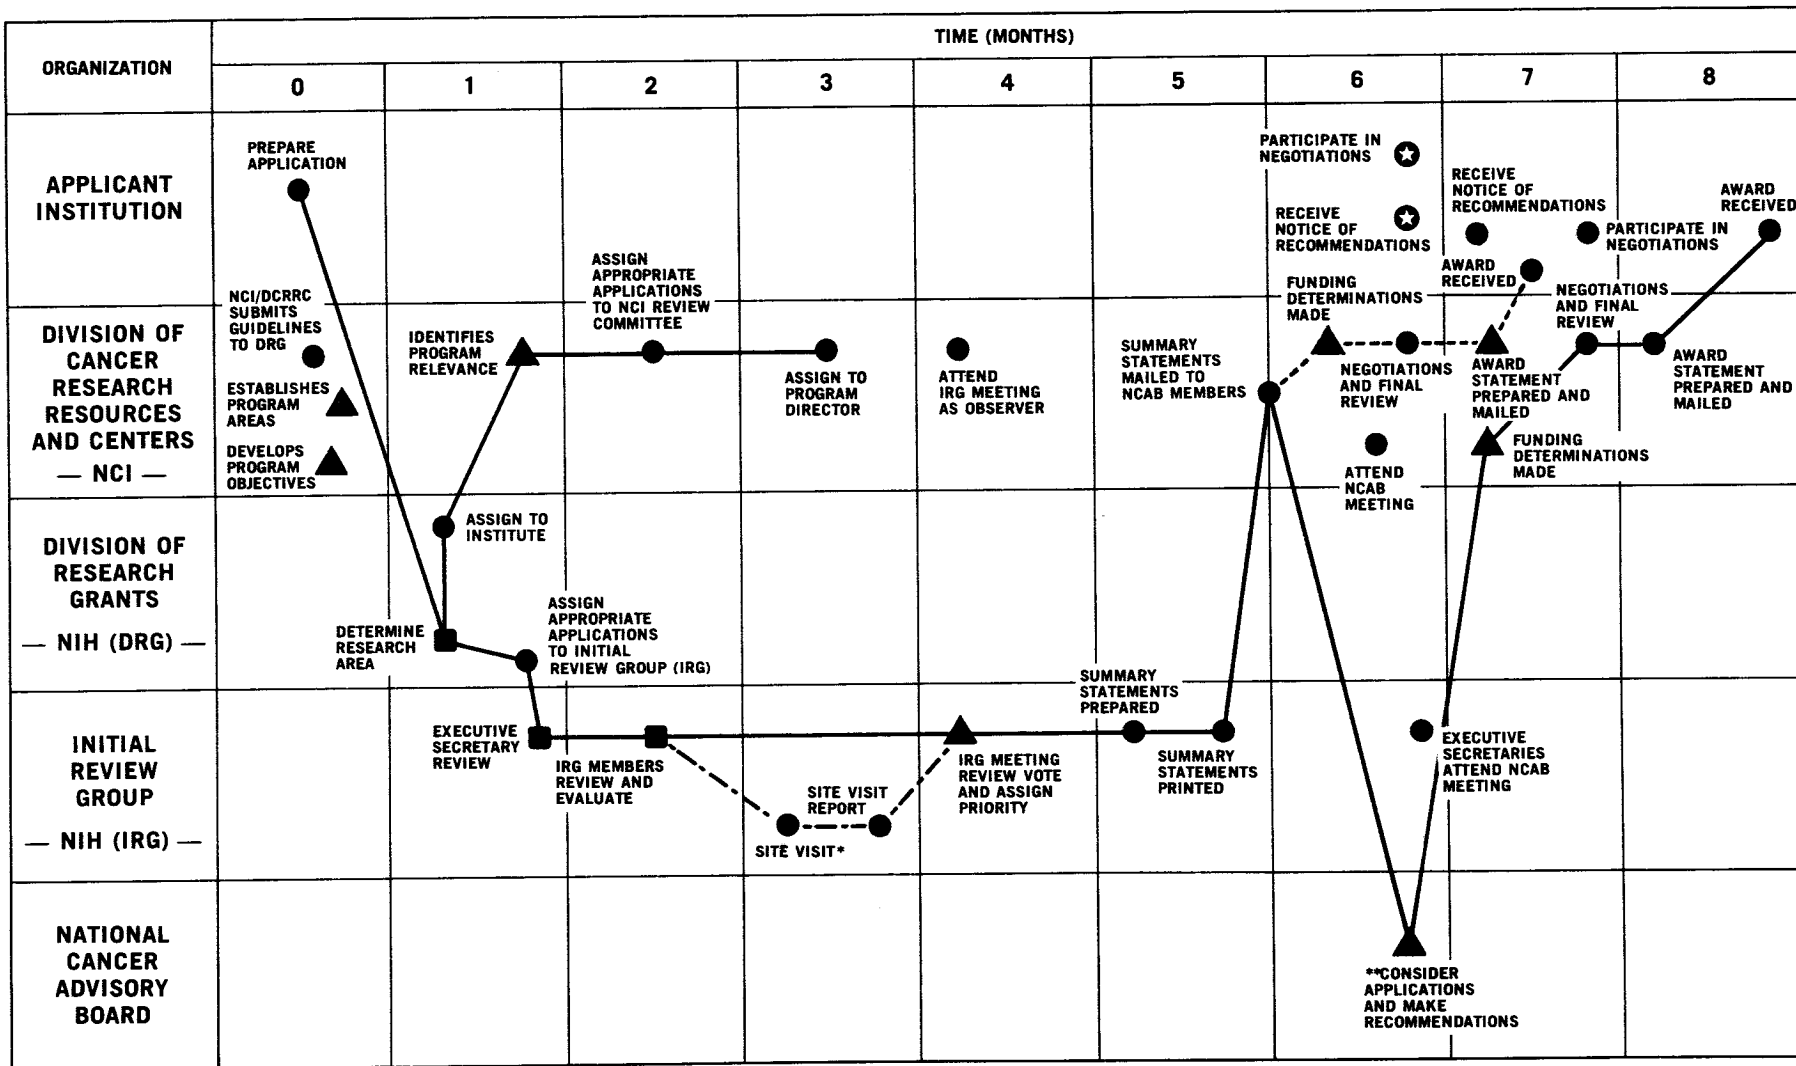 TIME (MONTHS)
ORGANIZATION
0
1
2
3
4
5
6
7
8
APPLICANT
INSTITUTION
PREPARE
APPLICATION
PARTICIPATE IN
NEGOTIATIONS
RECEIVE
NOTICE OF
RECOMMENDATIONS
RECEIVE
NOTICE OF
RECOMMENDATIONS
PARTICIPATE IN
NEGOTIATIONS
AWARD
RECEIVED
AWARD
RECEIVED
DIVISION OF
CANCER
RESEARCH
RESOURCES
AND CENTERS
— NCI —
NCI/DCRRC
SUBMITS
GUIDELINES
TO DRG
ESTABLISHES
PROGRAM
AREAS
DEVELOPS
PROGRAM
OBJECTIVES
IDENTIFIES
PROGRAM
RELEVANCE
ASSIGN
APPROPRIATE
APPLICATIONS
TO NCI REVIEW
COMMITTEE
ASSIGN TO
PROGRAM
DIRECTOR
ATTEND
IRG MEETING
AS OBSERVER
SUMMARY
STATEMENTS
MAILED TO
NCAB MEMBERS
FUNDING
DETERMINATIONS
MADE
NEGOTIATIONS
AND FINAL
REVIEW
ATTEND
NCAB
MEETING
AWARD
STATEMENT
PREPARED AND
MAILED
FUNDING
DETERMINATIONS
MADE
NEGOTIATIONS
AND FINAL
REVIEW
AWARD
STATEMENT
PREPARED AND
MAILED
DIVISION OF
RESEARCH
GRANTS
— NIH (DRG) —
ASSIGN TO
INSTITUTE
DETERMINE
RESEARCH
AREA
ASSIGN
APPROPRIATE
APPLICATIONS
TO INITIAL
REVIEW GROUP (IRG)
INITIAL
REVIEW
GROUP
— NIH (IRG) —
EXECUTIVE
SECRETARY
REVIEW
IRG MEMBERS
REVIEW AND
EVALUATE
SITE VISIT
REPORT
SITE VISIT*
IRG MEETING
REVIEW VOTE
AND ASSIGN
PRIORITY
SUMMARY
STATEMENTS
PREPARED
SUMMARY
STATEMENTS
PRINTED
EXECUTIVE
SECRETARIES
ATTEND NCAB
MEETING
NATIONAL
CANCER
ADVISORY
BOARD
**CONSIDER
APPLICATIONS
AND MAKE
RECOMMENDATIONS